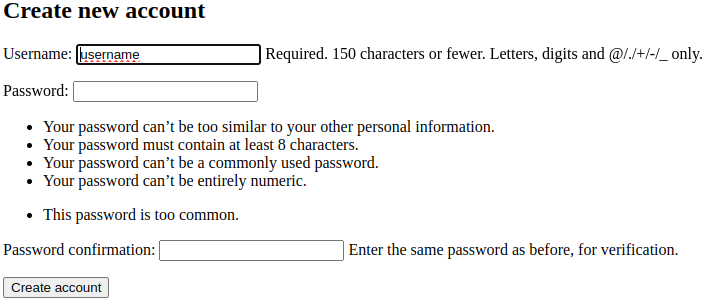 Create new account
Username: username Required. 150 characters or fewer. Letters, digits and @/./+/-/_ only.
Password:
• Your password can’t be too similar to your other personal information.
• Your password must contain at least 8 characters.
• Your password can’t be a commonly used password.
• Your password can’t be entirely numeric.
• This password is too common.
Password confirmation: Enter the same password as before, for verification.
Create account